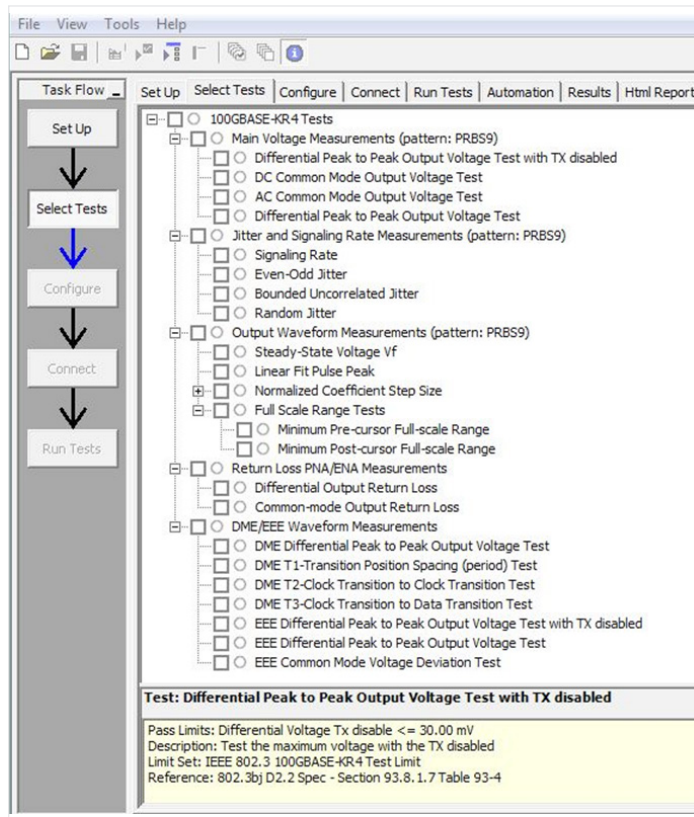 File View Tools Help
Task Flow
Set Up Select Tests Configure Connect Run Tests Automation Results Html Report
Set Up
Select Tests
Configure
Connect
Run Tests
100GBASE-KR4 Tests
Main Voltage Measurements (pattern: PRBS9)
Differential Peak to Peak Output Voltage Test with TX disabled
DC Common Mode Output Voltage Test
AC Common Mode Output Voltage Test
Differential Peak to Peak Output Voltage Test
Jitter and Signaling Rate Measurements (pattern: PRBS9)
Signaling Rate
Even-Odd Jitter
Bounded Uncorrelated Jitter
Random Jitter
Output Waveform Measurements (pattern: PRBS9)
Steady-State Voltage Vf
Linear Fit Pulse Peak
Normalized Coefficient Step Size
Full Scale Range Tests
Minimum Pre-cursor Full-scale Range
Minimum Post-cursor Full-scale Range
Return Loss PNA/ENA Measurements
Differential Output Return Loss
Common-mode Output Return Loss
DME/EEE Waveform Measurements
DME Differential Peak to Peak Output Voltage Test
DME T1-Transition Position Spacing (period) Test
DME T2-Clock Transition to Clock Transition Test
DME T3-Clock Transition to Data Transition Test
EEE Differential Peak to Peak Output Voltage Test with TX disabled
EEE Differential Peak to Peak Output Voltage Test
EEE Common Mode Voltage Deviation Test
Test: Differential Peak to Peak Output Voltage Test with TX disabled
Pass Limits: Differential Voltage Tx disable <= 30.00 mV
Description: Test the maximum voltage with the TX disabled
Limit Set: IEEE 802.3 100GBASE-KR4 Test Limit
Reference: 802.3bj D2.2 Spec - Section 93.8.1.7 Table 93-4